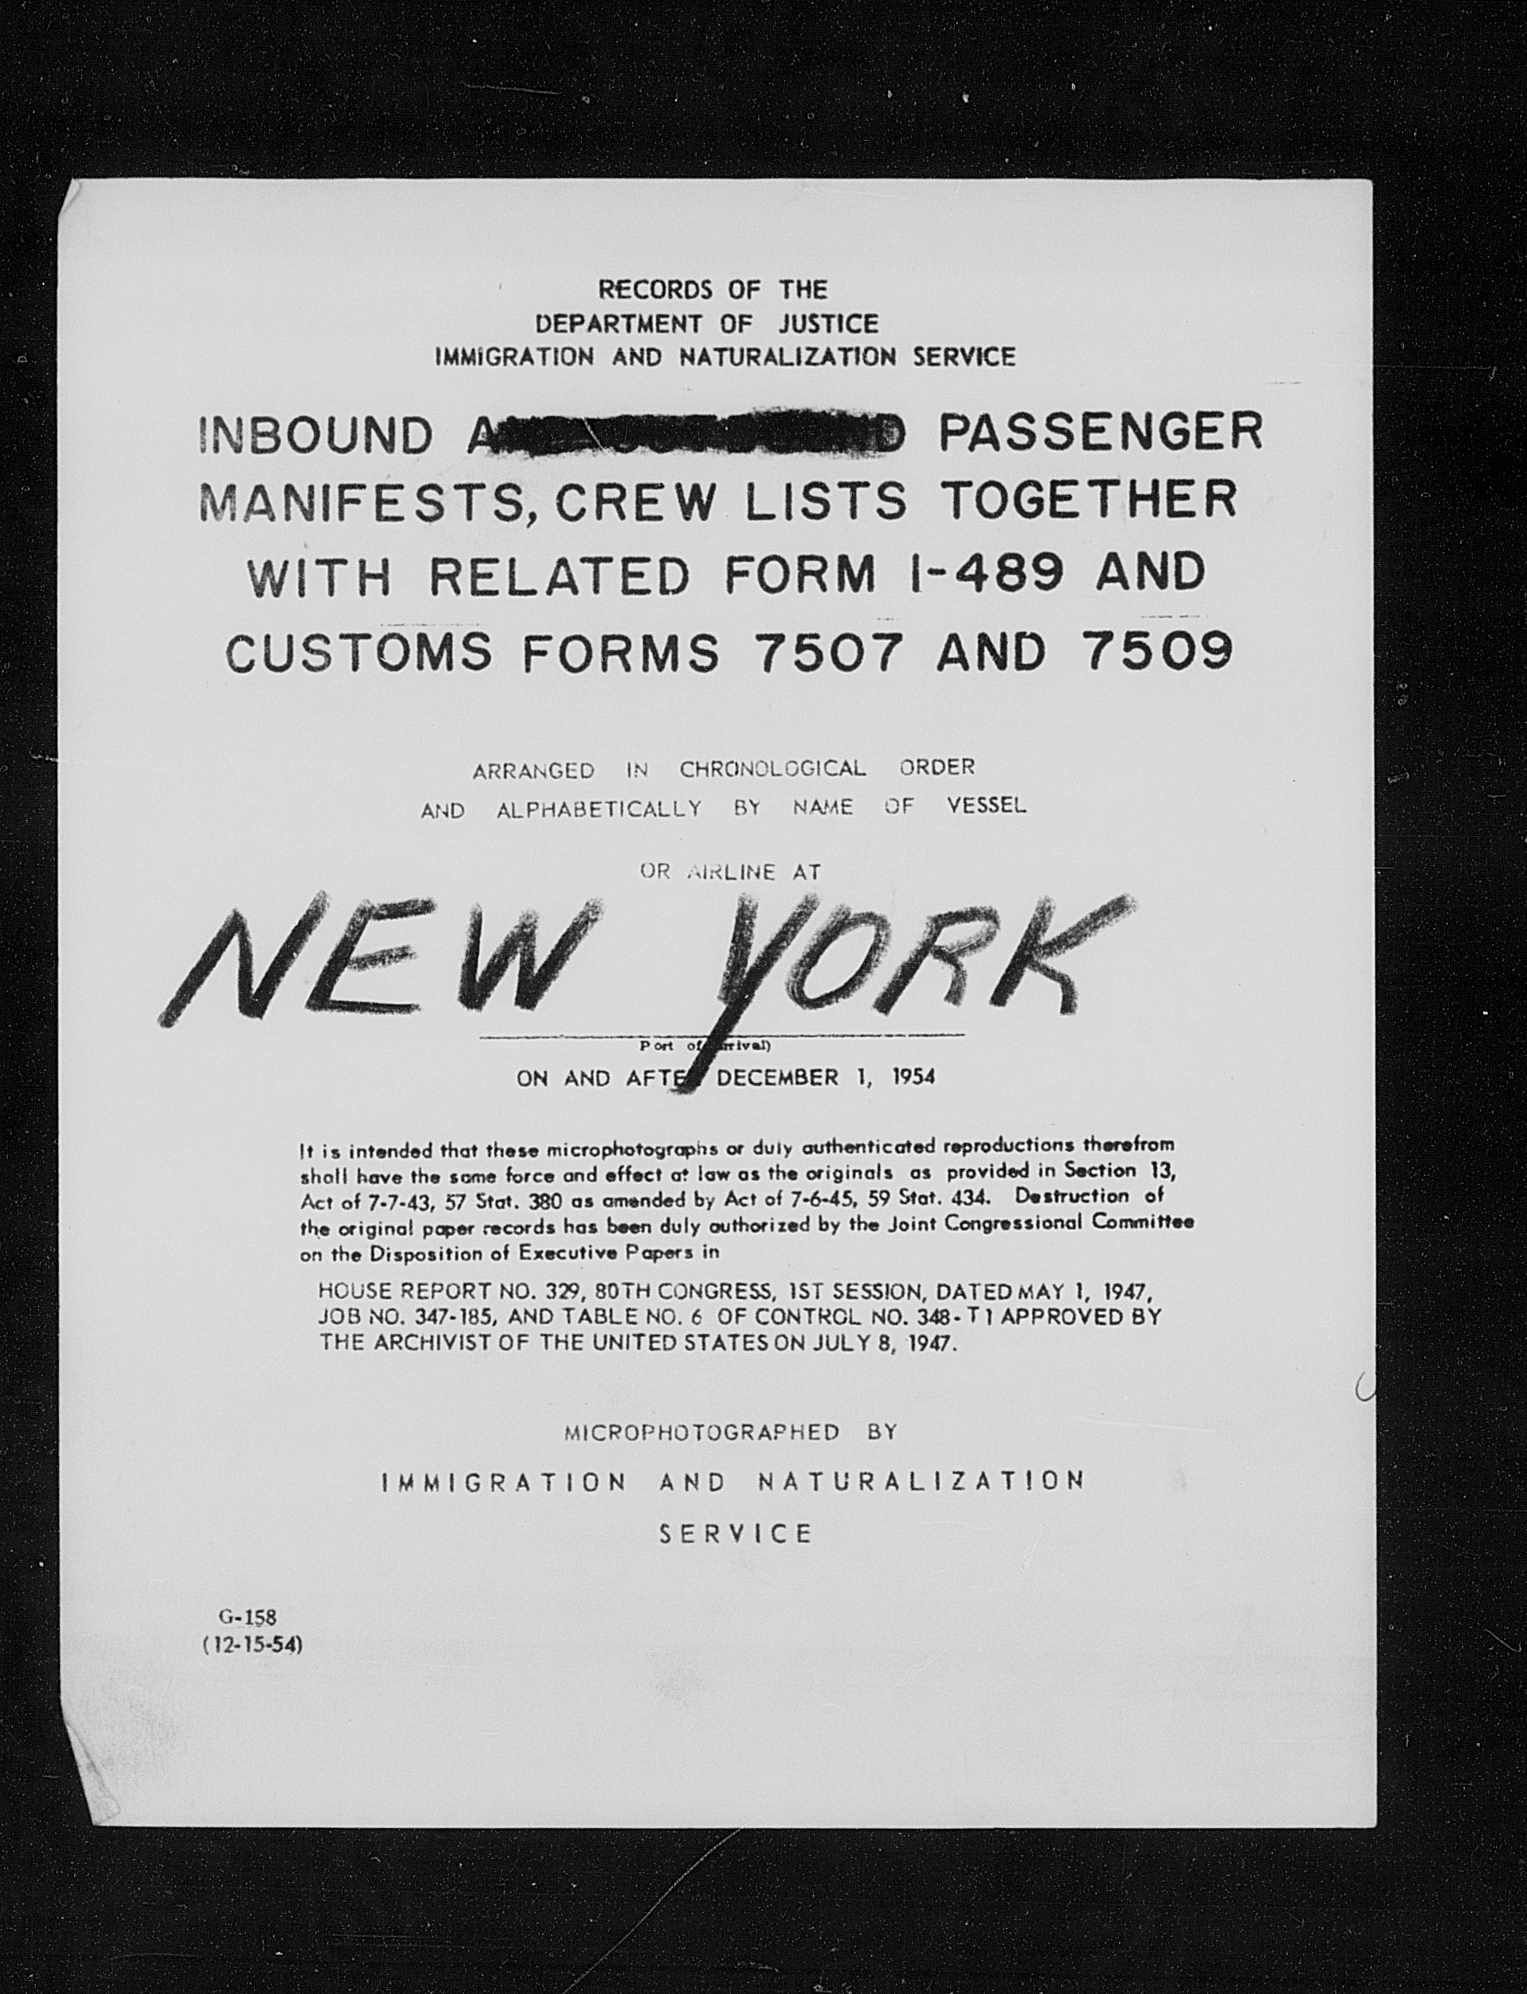 RECORDS OF THE
DEPARTMENT OF JUSTICE
IMMIGRATION AND NATURALIZATION SERVICE
INBOUND PASSENGER
MANIFESTS, CREW LISTS TOGETHER
WITH RELATED FORM I-489 AND
CUSTOMS FORMS 7507 AND 7509
ARRANGED IN CHRONOLOGICAL ORDER
AND ALPHABETICALLY BY NAME OF VESSEL
OR AIRLINE AT
NEW YORK
Port of Arrival)
ON AND AFTER DECEMBER 1, 1954
It is intended that these microphotographs or duly authenticated reproductions therefrom
shall have the same force and effect at law as the originals as provided in Section 13,
Act of 7-7-43, 57 Stat. 380 as amended by Act of 7-6-45, 59 Stat. 434. Destruction of
the original paper records has been duly authorized by the Joint Congressional Committee
on the Disposition of Executive Papers in
HOUSE REPORT NO. 329, 80TH CONGRESS, 1ST SESSION, DATED MAY 1, 1947,
JOB NO. 347-185, AND TABLE NO. 6 OF CONTROL NO. 348-T1 APPROVED BY
THE ARCHIVIST OF THE UNITED STATES ON JULY 8, 1947.
MICROPHOTOGRAPHED BY
IMMIGRATION AND NATURALIZATION
SERVICE
G-158
(12-15-54)